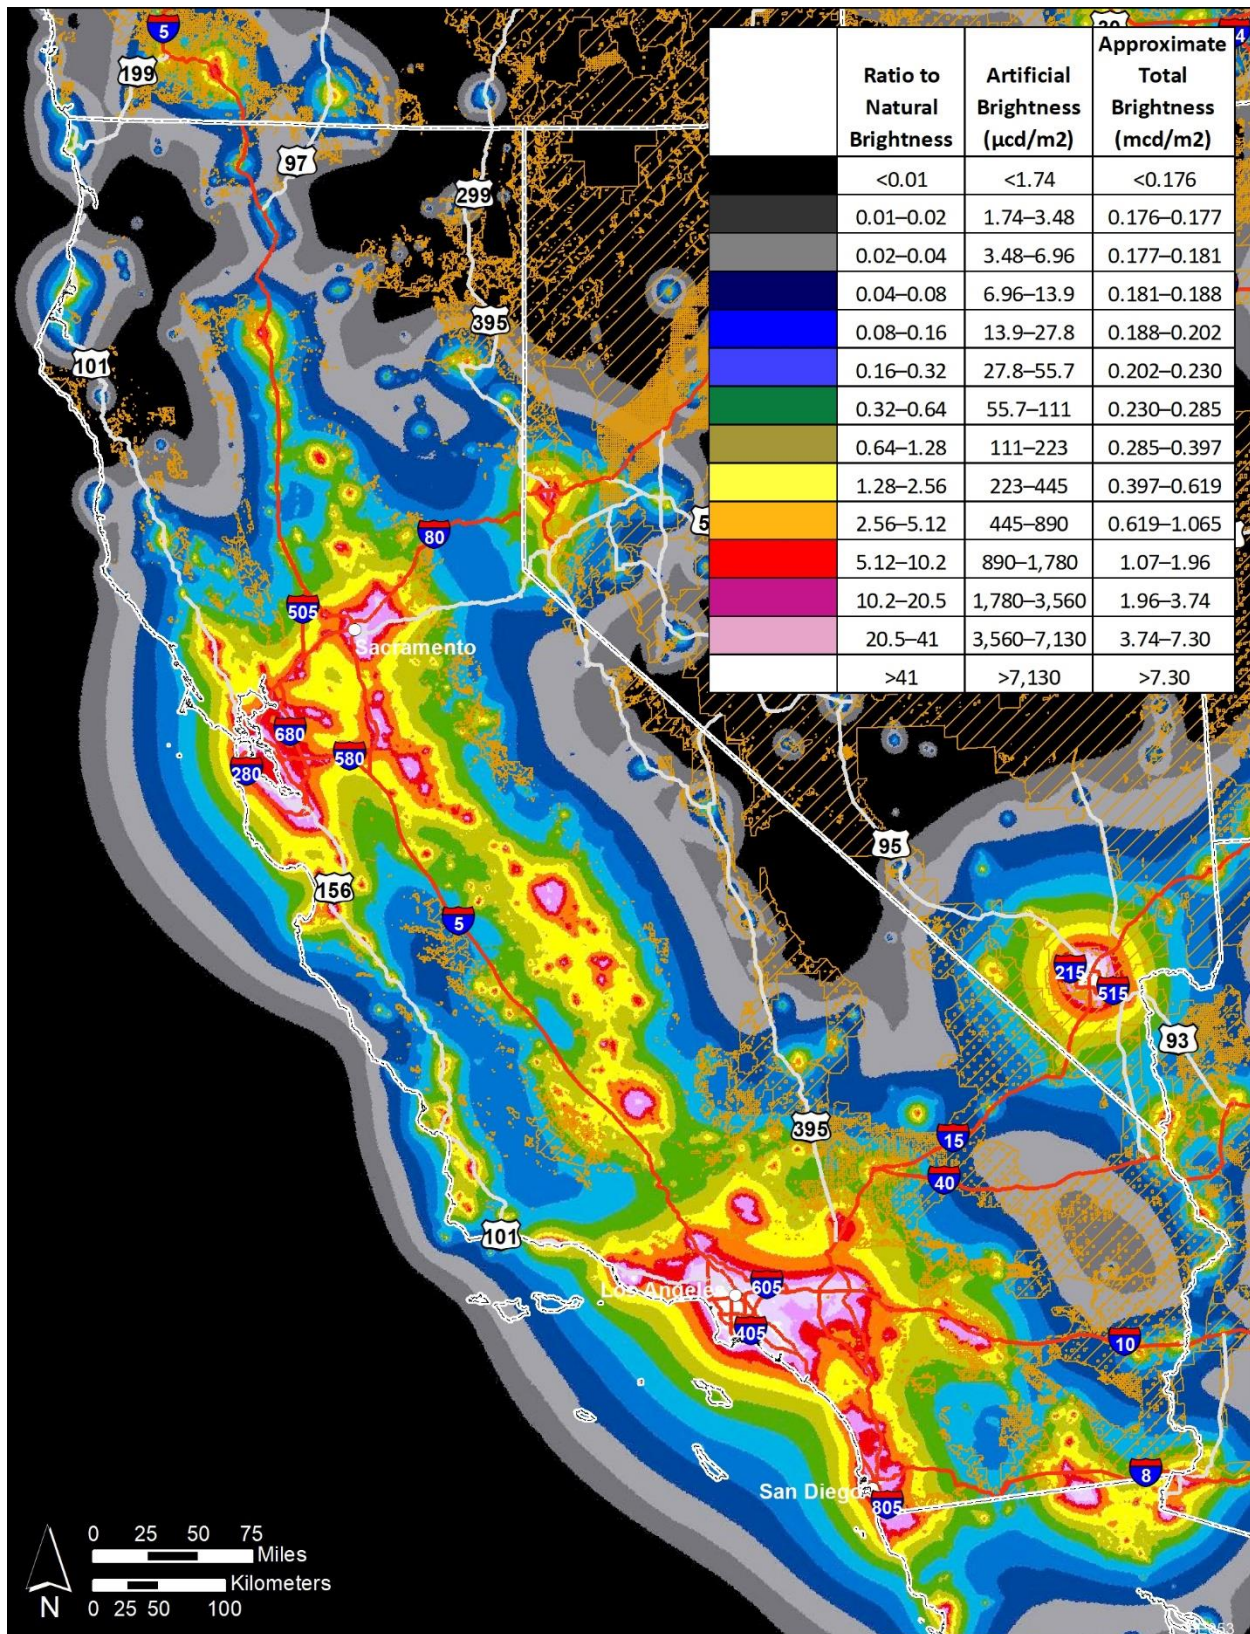 5
199
97
299
395
101
80
505
Sacramento
680
580
280
156
5
95
215
515
93
395
15
40
101
Los Angeles
605
405
10
San Diego
805
8
Ratio to Natural Brightness
Artificial Brightness (µcd/m2)
Approximate Total Brightness (mcd/m2)
<0.01 <1.74 <0.176
0.01–0.02 1.74–3.48 0.176–0.177
0.02–0.04 3.48–6.96 0.177–0.181
0.04–0.08 6.96–13.9 0.181–0.188
0.08–0.16 13.9–27.8 0.188–0.202
0.16–0.32 27.8–55.7 0.202–0.230
0.32–0.64 55.7–111 0.230–0.285
0.64–1.28 111–223 0.285–0.397
1.28–2.56 223–445 0.397–0.619
2.56–5.12 445–890 0.619–1.065
5.12–10.2 890–1,780 1.07–1.96
10.2–20.5 1,780–3,560 1.96–3.74
20.5–41 3,560–7,130 3.74–7.30
>41 >7,130 >7.30
0 25 50 75
Miles
Kilometers
0 25 50 100
N